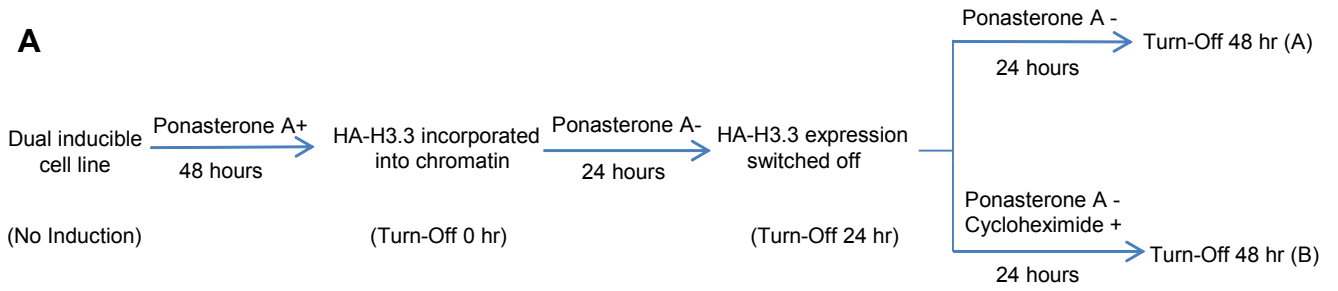 A
Dual inducible
cell line
(No Induction)
Ponasterone A+
48 hours
HA-H3.3 incorporated
into chromatin
(Turn-Off 0 hr)
Ponasterone A-
24 hours
HA-H3.3 expression
switched off
(Turn-Off 24 hr)
Ponasterone A -
24 hours
Turn-Off 48 hr (A)
Ponasterone A -
Cycloheximide +
24 hours
Turn-Off 48 hr (B)